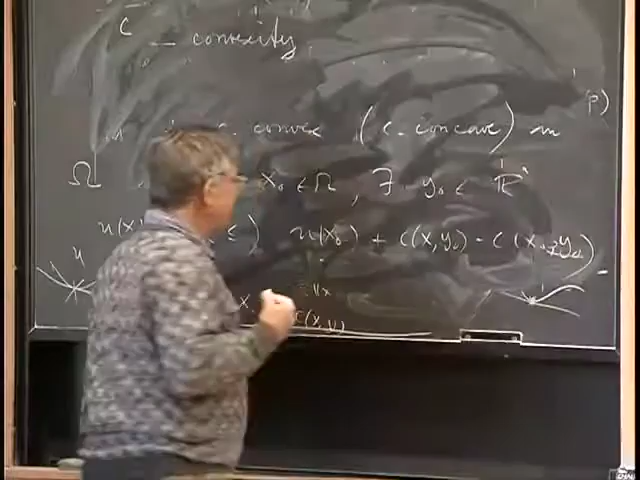 C - convexity
c. convex (c. concave) in
p)
Ω x₀ ∈ Ω, ∃ y₀ ∈ ℝⁿ
u(x) ≤ ) u(x₀) + c(x,y₀) - c(x₀,y₀)
u
x.
c(x,y)